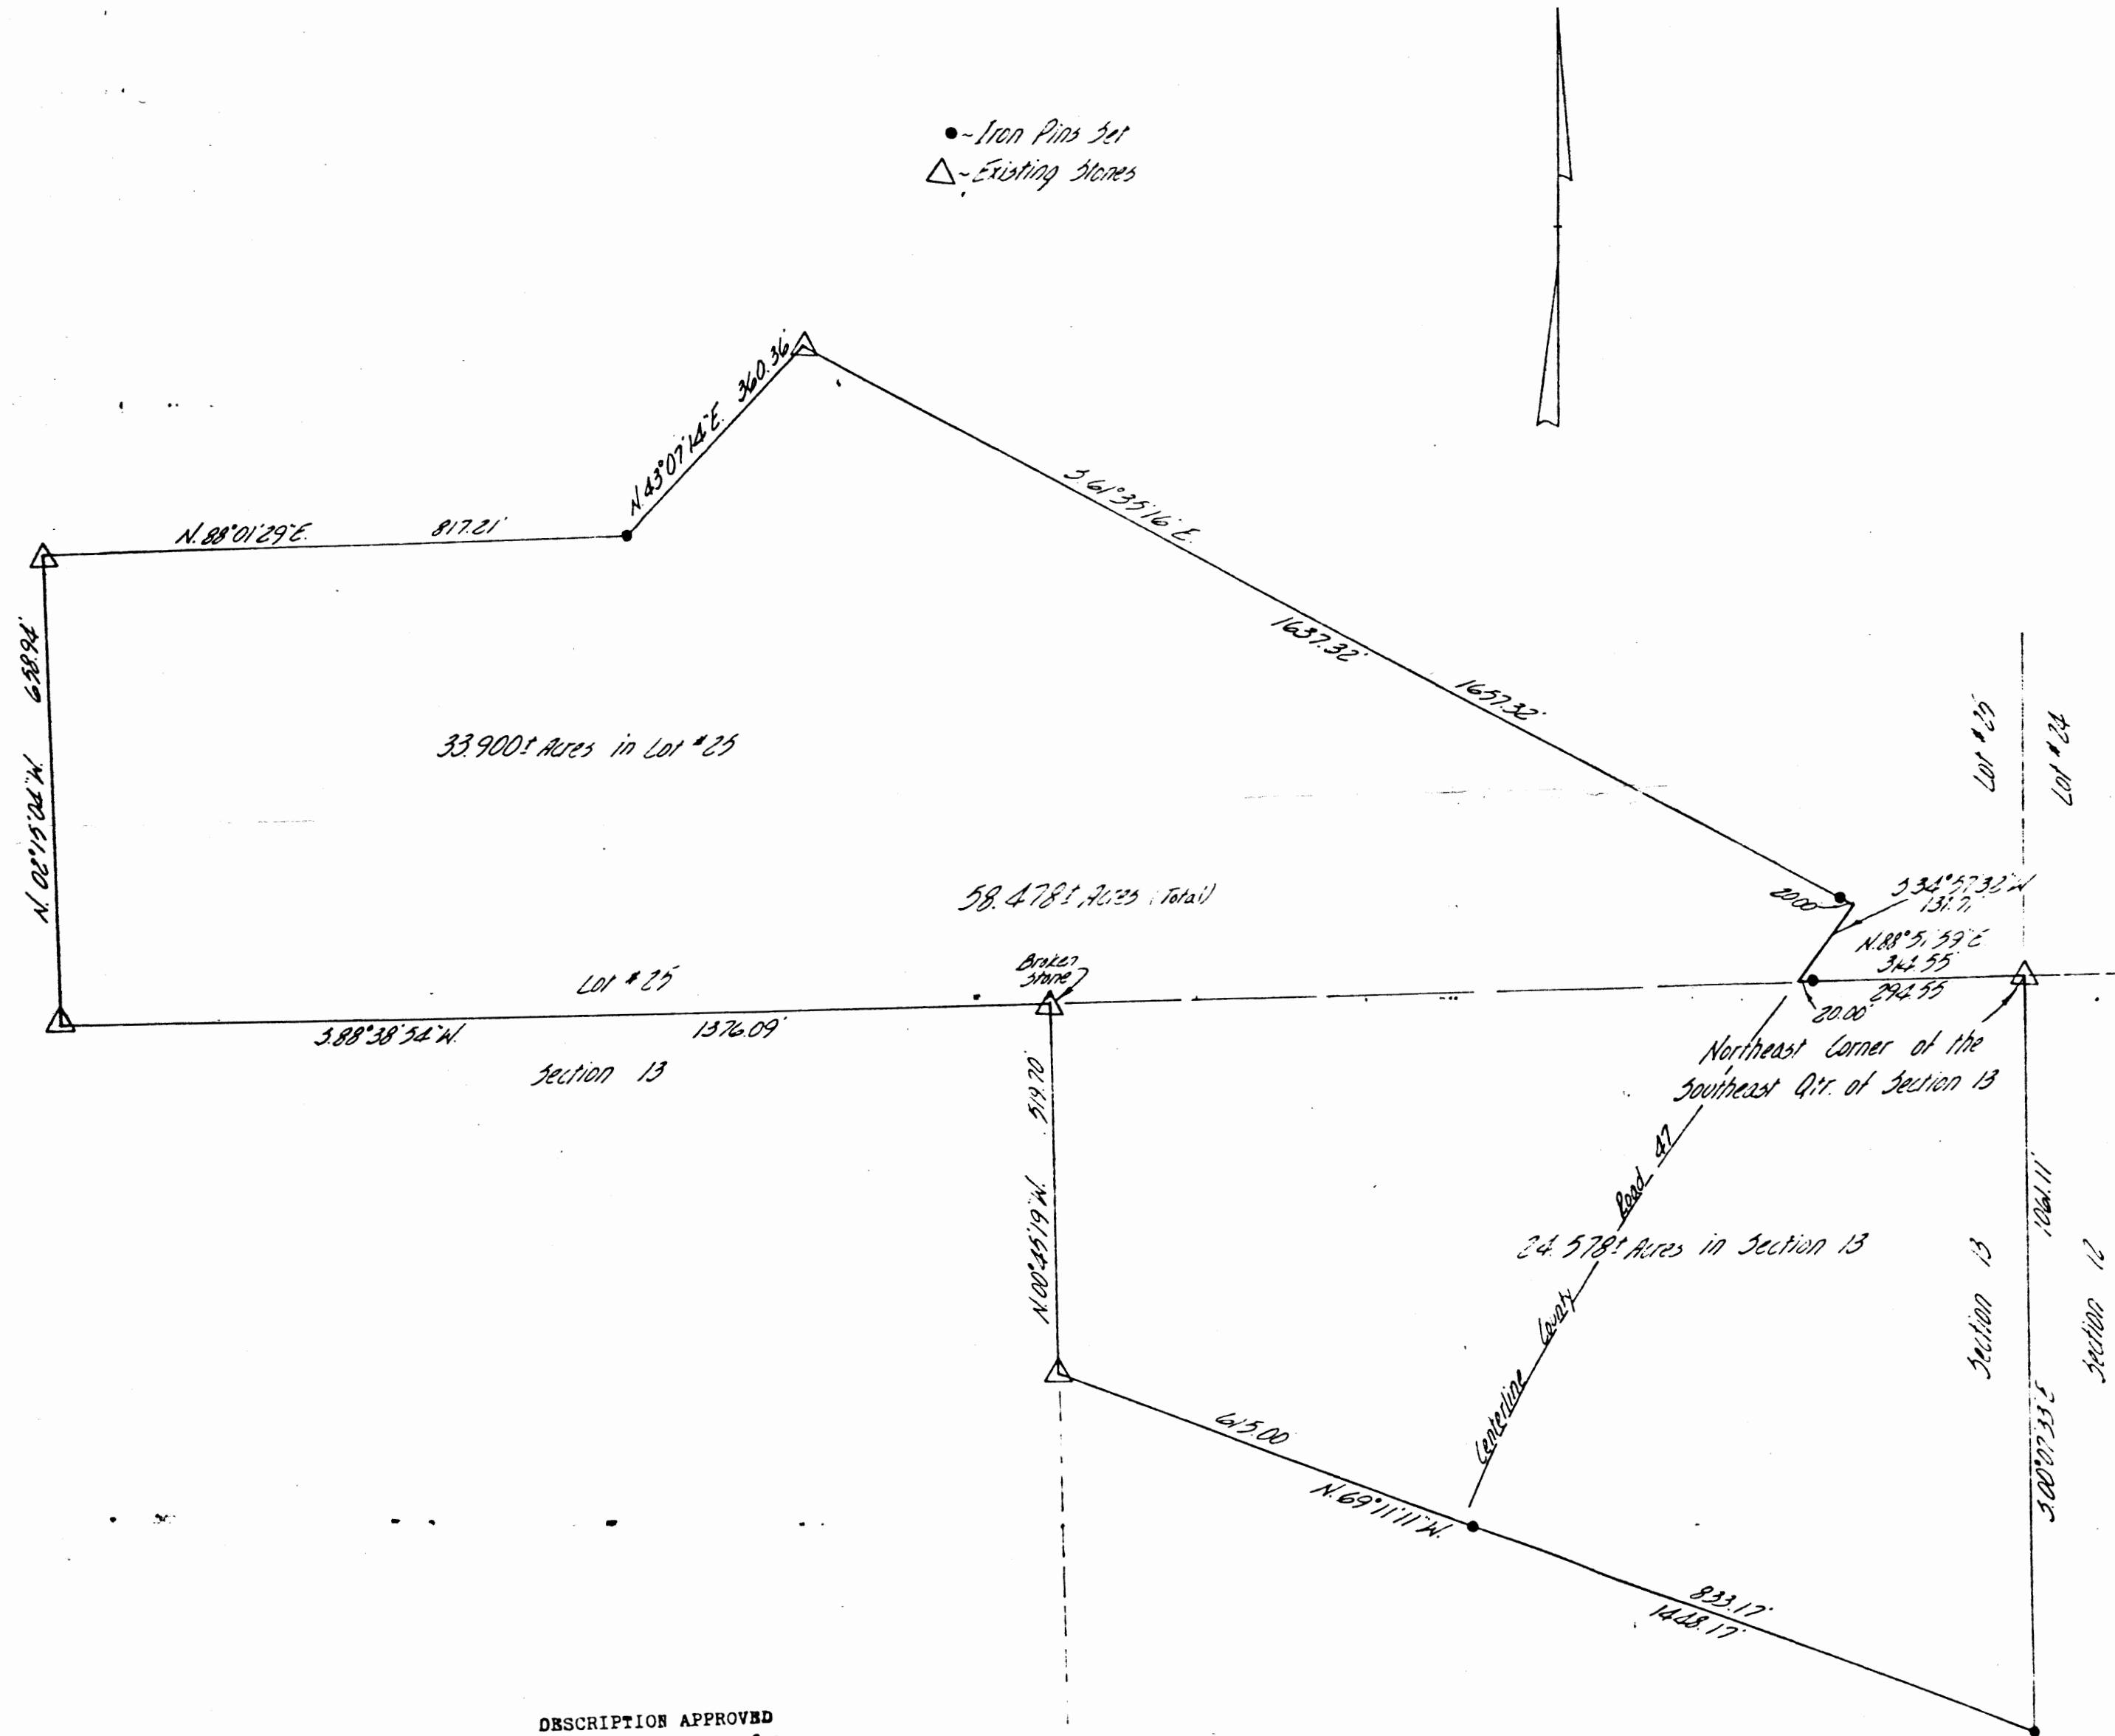 ●~Iron Pins Set
△~Existing Stones
N.43°07'14"E. 360.36'
N.88°01'29"E. 817.21'
S.61°35'16"E.
1637.32'
1657.32'
N.02°15'04"W. 658.94'
33.900± Acres in Lot #25
Lot #25
Lot #24
58.478± Acres (Total)
20.00'
S34°57'32"W
131.71'
N.88°51'59"E
314.55'
294.55
20.00'
Lot #25
Broken
Stone
S.88°38'54"W. 1376.09'
Section 13
Northeast Corner of the
Southeast Qtr. of Section 13
N.00°45'19"W. 519.70'
Centerline County Road 47
24.578± Acres in Section 13
1061.11'
Section 13
Section 12
S.00°07'33"E
615.00'
N.69°11'11"W.
833.17'
1448.17'
DESCRIPTION APPROVED